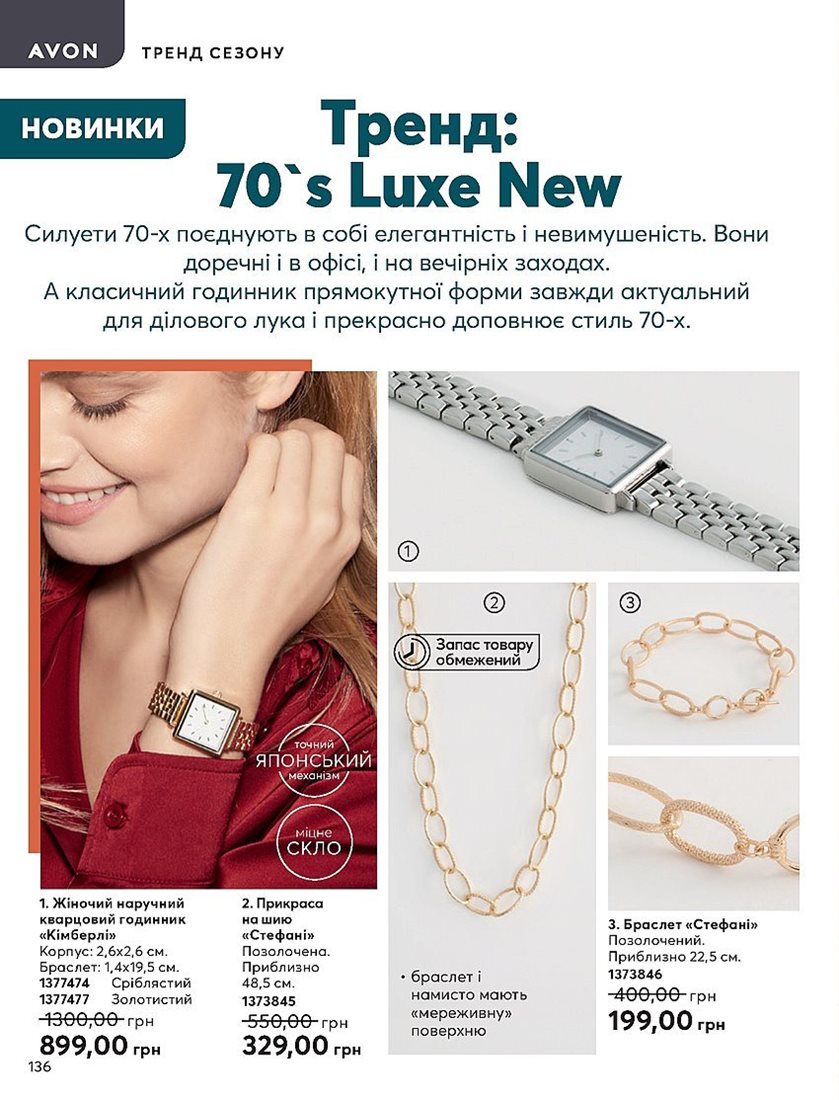 AVON
ТРЕНД СЕЗОНУ
НОВИНКИ
Тренд:
70`s Luxe New
Силуети 70-х поєднують в собі елегантність і невимушеність. Вони
доречні і в офісі, і на вечірніх заходах.
А класичний годинник прямокутної форми завжди актуальний
для ділового лука і прекрасно доповнює стиль 70-х.
1
2
Запас товару
обмежений
3
точний
ЯПОНСЬКИЙ
механізм
міцне
СКЛО
1. Жіночий наручний
кварцовий годинник
«Кімберлі»
Корпус: 2,6х2,6 см.
Браслет: 1,4х19,5 см.
1377474 Сріблястий
1377477 Золотистий
1300,00 грн
899,00 грн
2. Прикраса
на шию
«Стефані»
Позолочена.
Приблизно
48,5 см.
1373845
550,00 грн
329,00 грн
• браслет і
намисто мають
«мереживну»
поверхню
3. Браслет «Стефані»
Позолочений.
Приблизно 22,5 см.
1373846
400,00 грн
199,00 грн
136